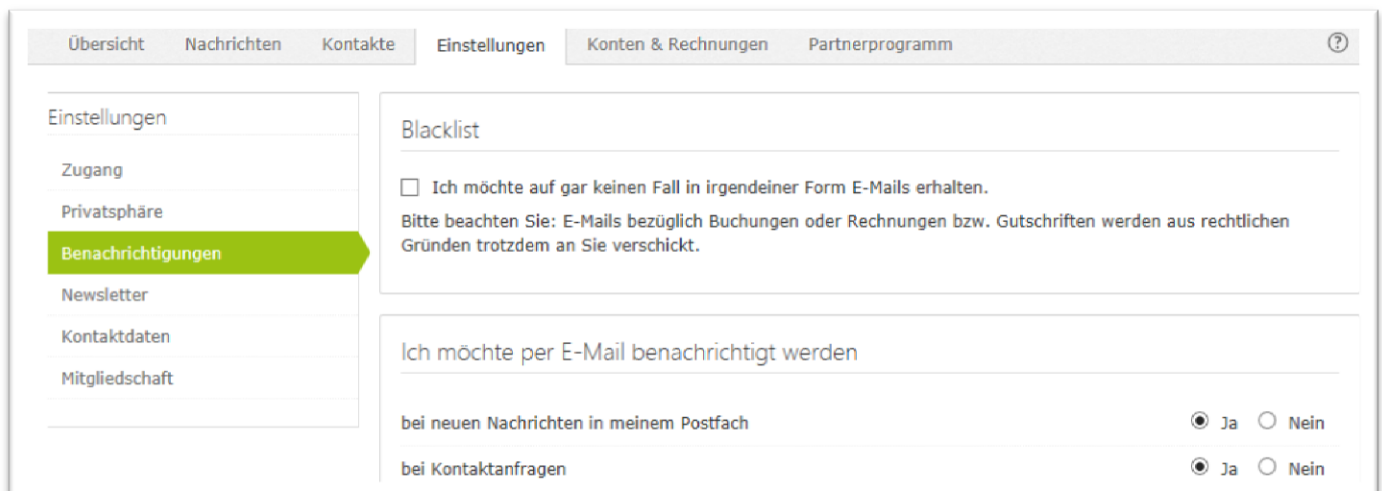 Übersicht Nachrichten Kontakte Einstellungen Konten & Rechnungen Partnerprogramm ?
Einstellungen
Zugang
Privatsphäre
Benachrichtigungen
Newsletter
Kontaktdaten
Mitgliedschaft
Blacklist
Ich möchte auf gar keinen Fall in irgendeiner Form E-Mails erhalten.
Bitte beachten Sie: E-Mails bezüglich Buchungen oder Rechnungen bzw. Gutschriften werden aus rechtlichen
Gründen trotzdem an Sie verschickt.
Ich möchte per E-Mail benachrichtigt werden
bei neuen Nachrichten in meinem Postfach Ja Nein
bei Kontaktanfragen Ja Nein